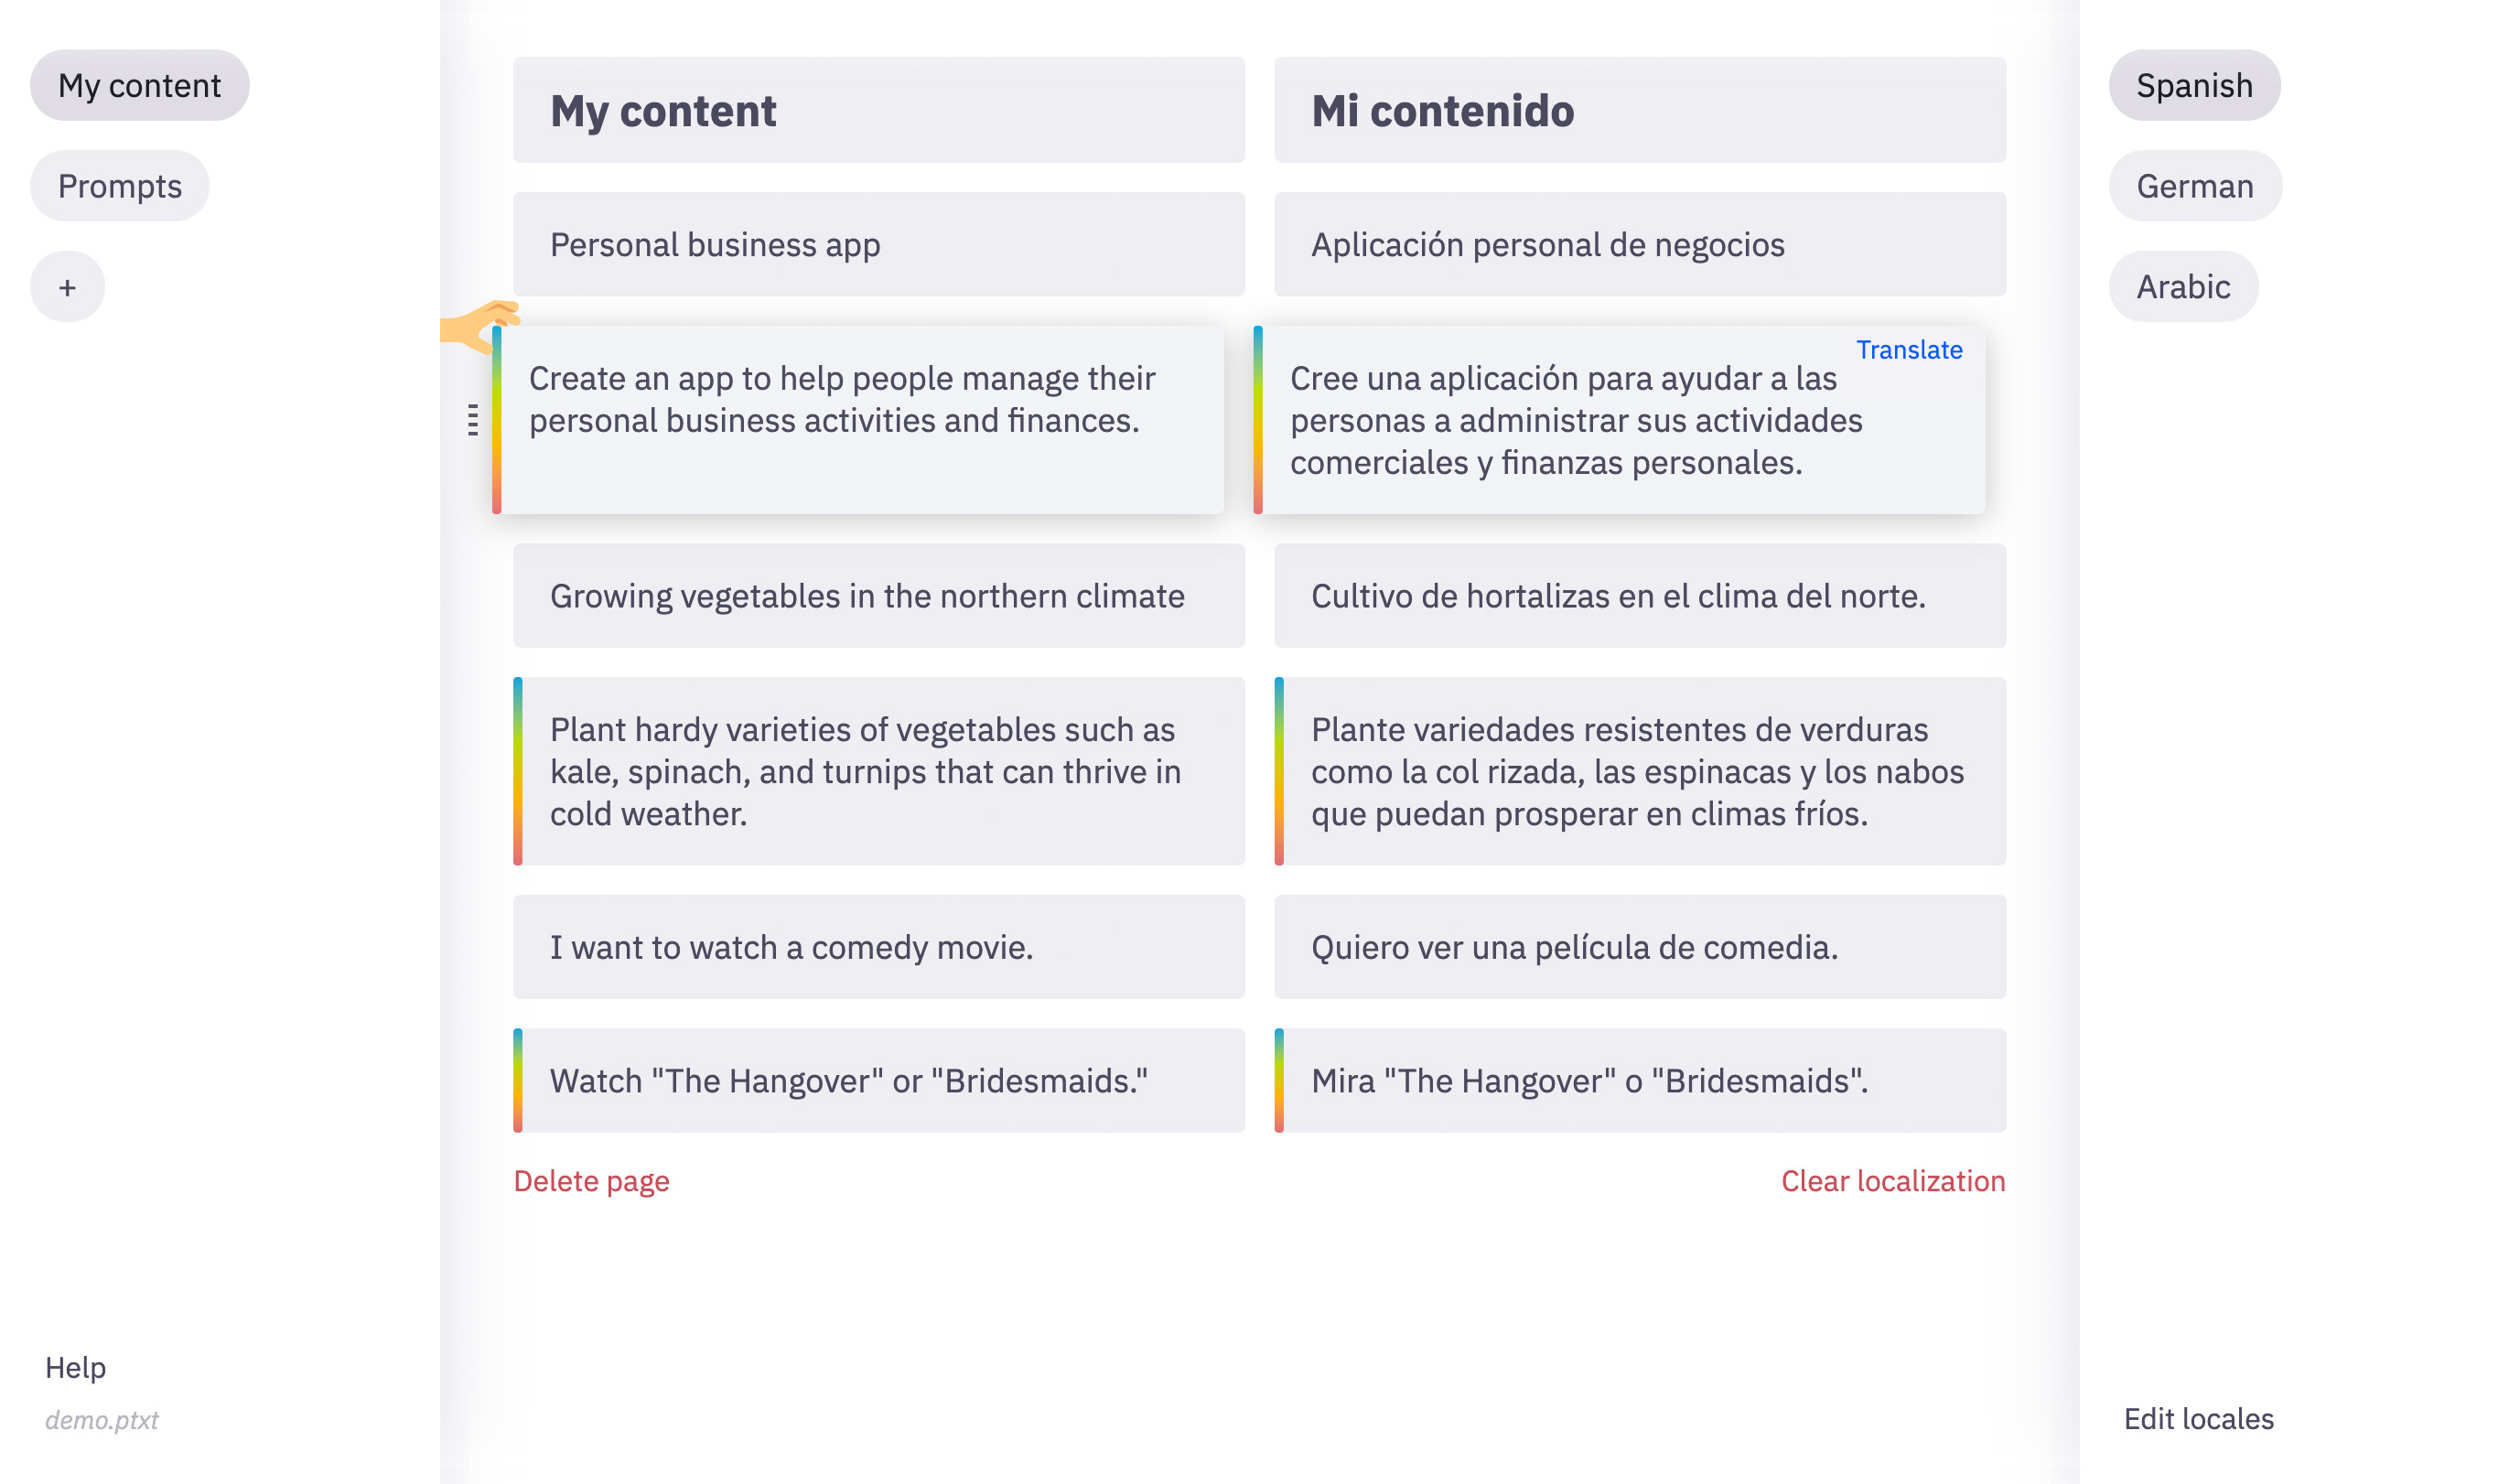 My content
Prompts
+
Help
demo.ptxt
My content
Mi contenido
Personal business app
Aplicación personal de negocios
Create an app to help people manage their
personal business activities and finances.
Translate
Cree una aplicación para ayudar a las
personas a administrar sus actividades
comerciales y finanzas personales.
Growing vegetables in the northern climate
Cultivo de hortalizas en el clima del norte.
Plant hardy varieties of vegetables such as
kale, spinach, and turnips that can thrive in
cold weather.
Plante variedades resistentes de verduras
como la col rizada, las espinacas y los nabos
que puedan prosperar en climas fríos.
I want to watch a comedy movie.
Quiero ver una película de comedia.
Watch "The Hangover" or "Bridesmaids."
Mira "The Hangover" o "Bridesmaids".
Delete page
Clear localization
Spanish
German
Arabic
Edit locales